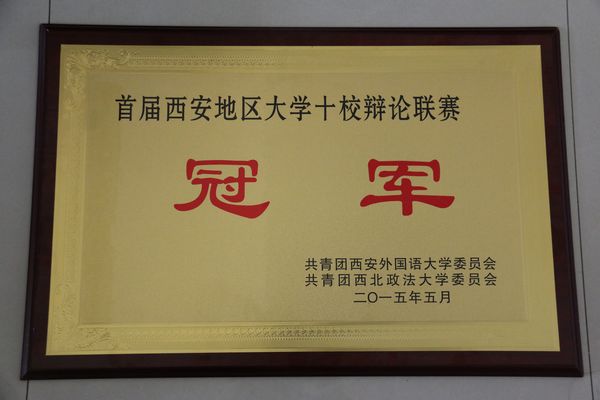 首届西安地区大学十校辩论联赛
冠军
共青团西安外国语大学委员会
共青团西北政法大学委员会
二〇一五年五月